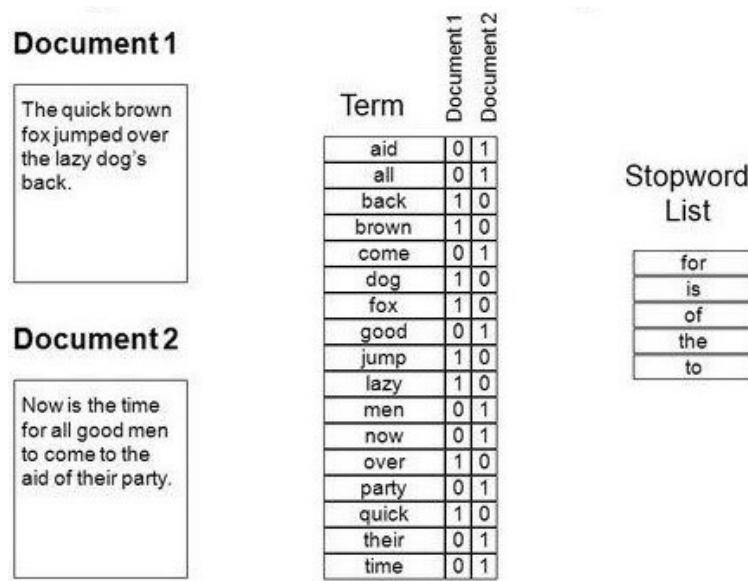 Document 1
The quick brown
fox jumped over
the lazy dog's
back.
Document 2
Now is the time
for all good men
to come to the
aid of their party.
Term Document 1 Document 2
aid 0 1
all 0 1
back 1 0
brown 1 0
come 0 1
dog 1 0
fox 1 0
good 0 1
jump 1 0
lazy 1 0
men 0 1
now 0 1
over 1 0
party 0 1
quick 1 0
their 0 1
time 0 1
Stopword
List
for
is
of
the
to